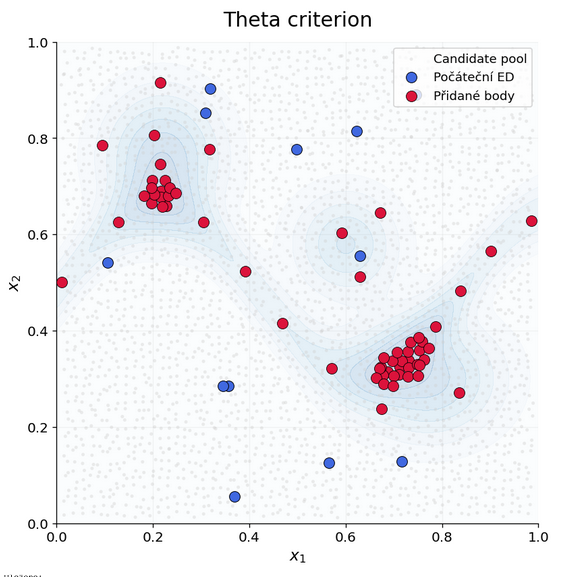 Theta criterion
Candidate pool
Počáteční ED
Přidané body
1.0
0.8
0.6
0.4
0.2
0.0
x₂
0.0 0.2 0.4 0.6 0.8 1.0
x₁